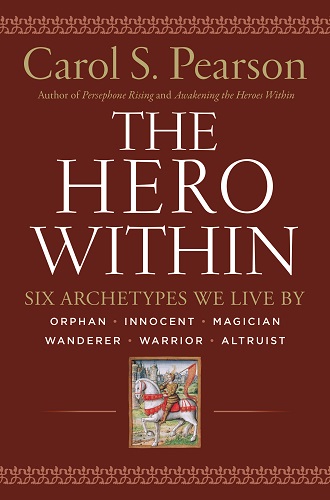 Carol S. Pearson
Author of Persephone Rising and Awakening the Heroes Within
THE
HERO
WITHIN
SIX ARCHETYPES WE LIVE BY
ORPHAN • INNOCENT • MAGICIAN
WANDERER • WARRIOR • ALTRUIST